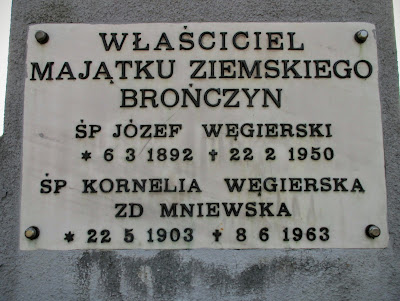 WŁAŚCICIEL
MAJĄTKU ZIEMSKIEGO
BROŃCZYN
ŚP JÓZEF WĘGIERSKI
* 6 3 1892 ✝ 22 2 1950
ŚP KORNELIA WĘGIERSKA
ZD MNIEWSKA
* 22 5 1903 ✝ 8 6 1963